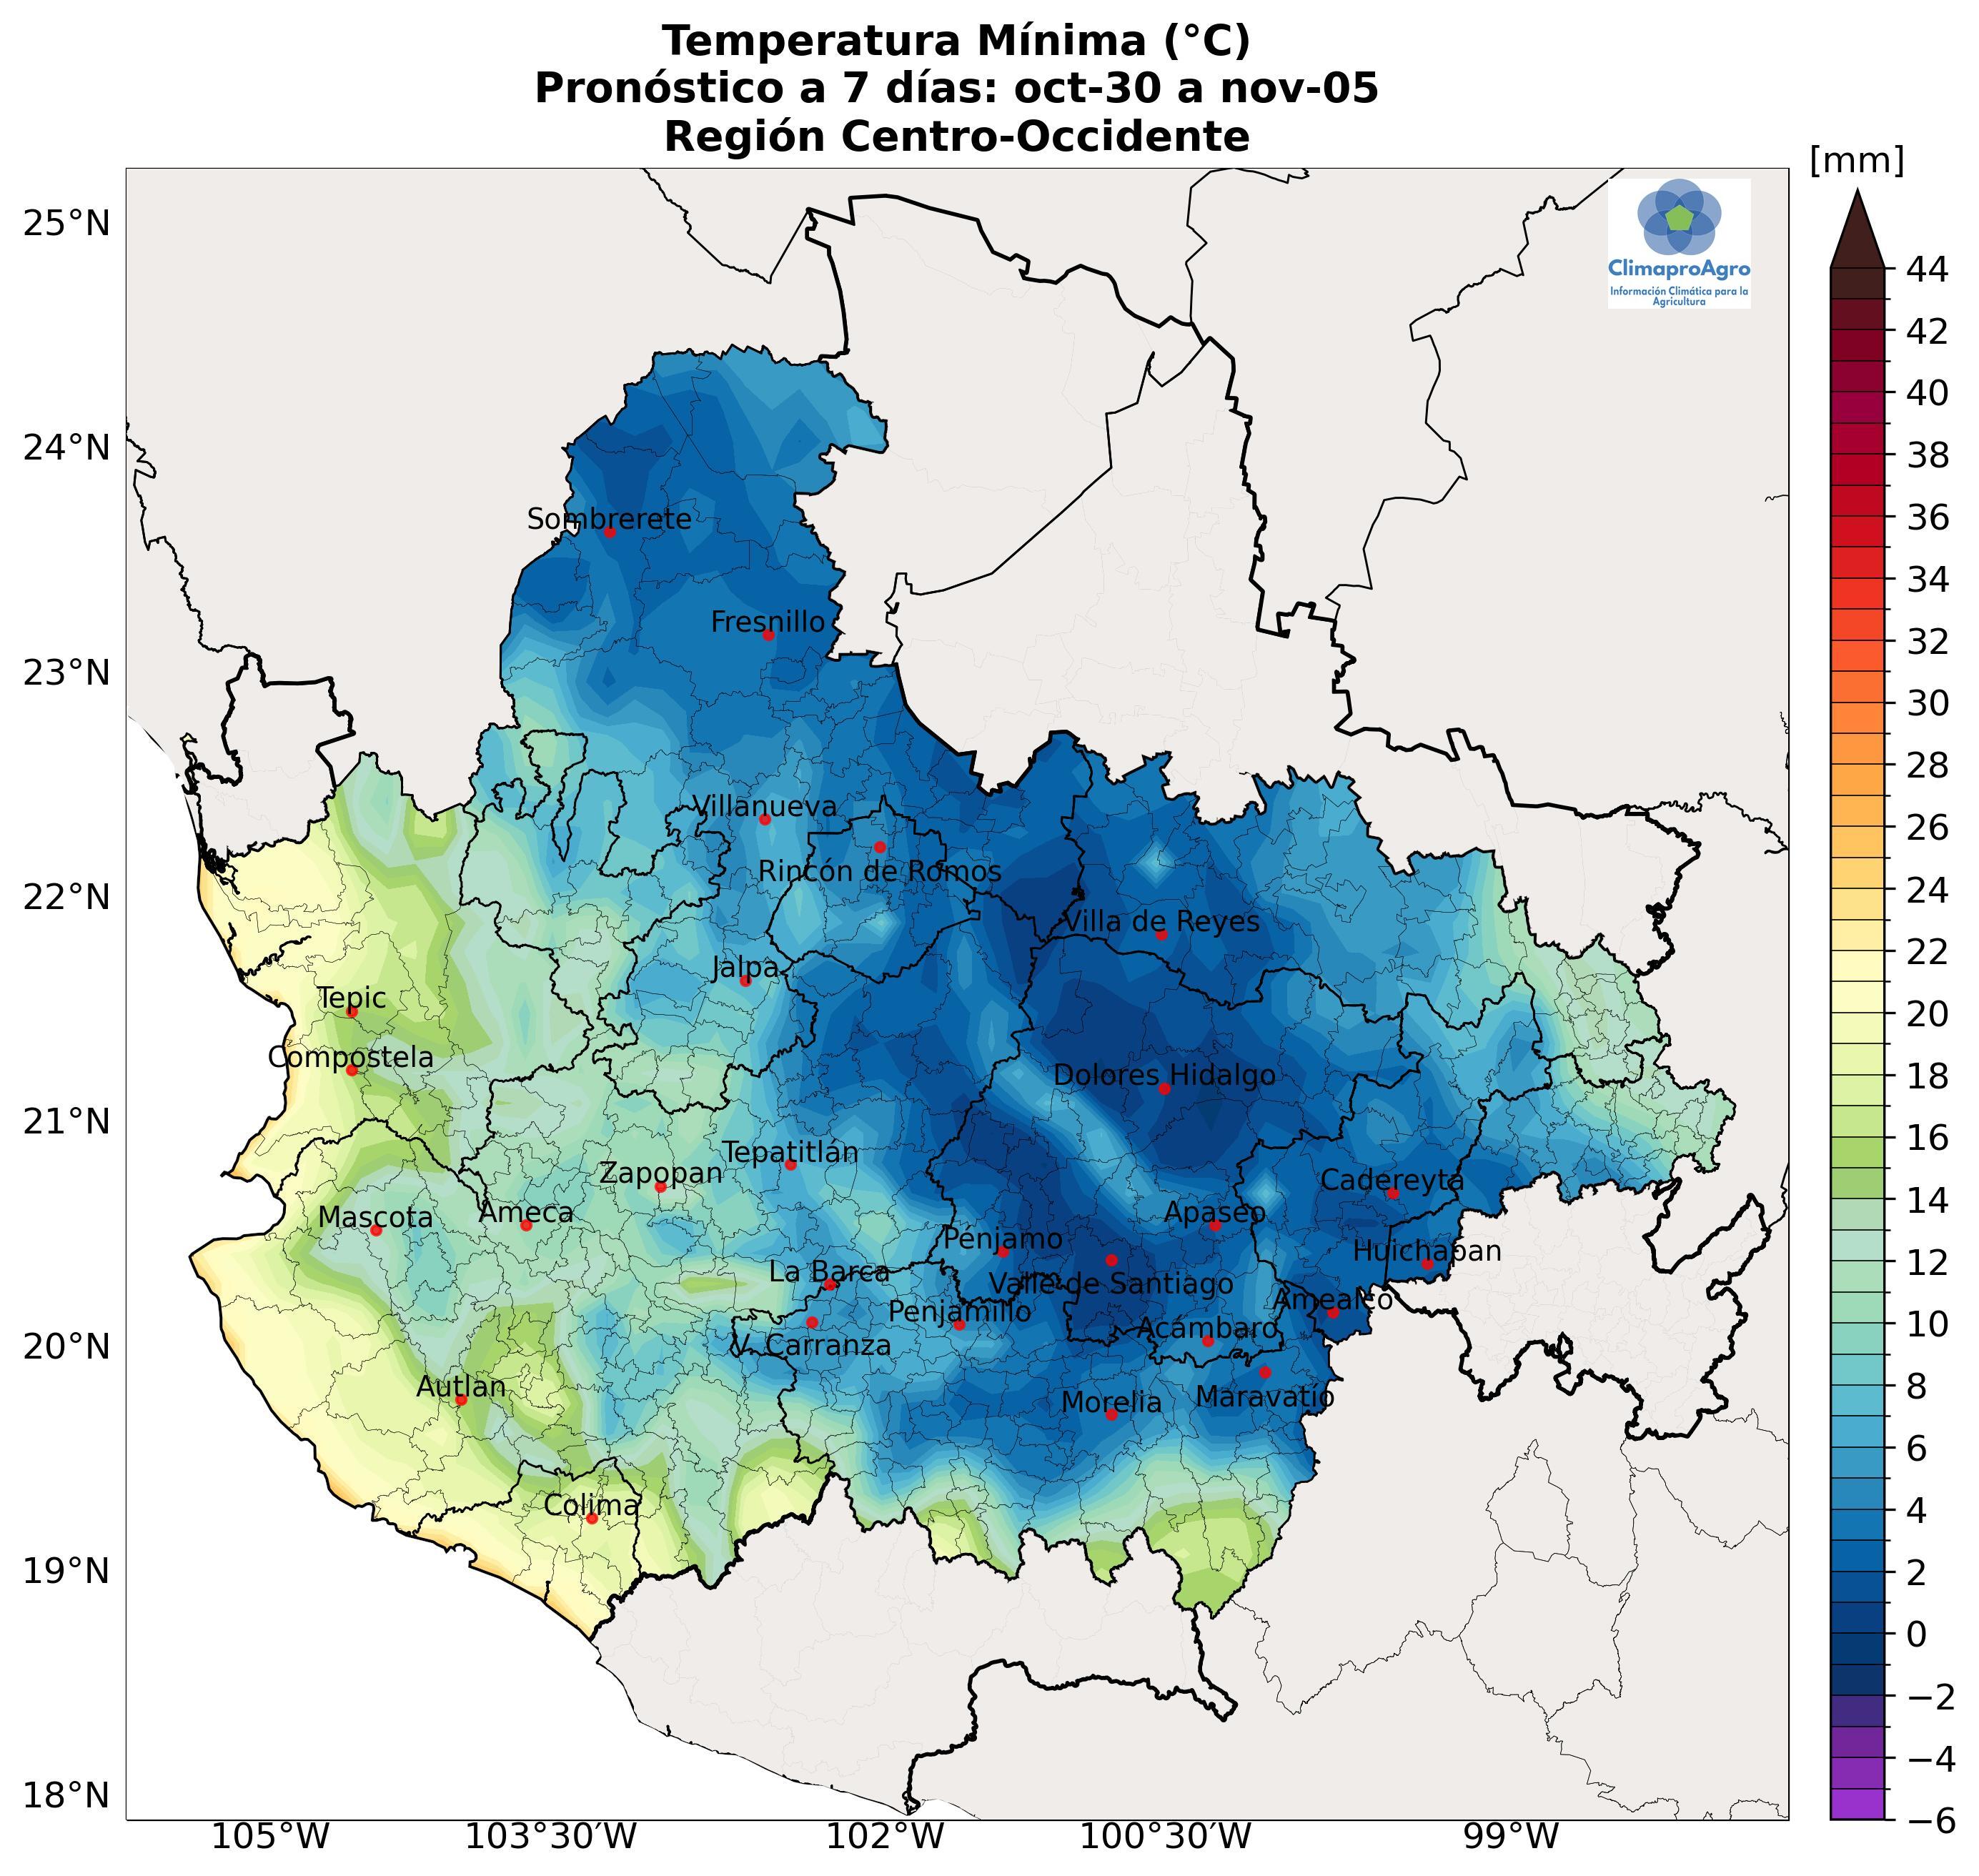 Temperatura Mínima (°C)
Pronóstico a 7 días: oct-30 a nov-05
Región Centro-Occidente
[mm]
ClimaproAgro
Información Climática para la
Agricultura
25°N
24°N
23°N
22°N
21°N
20°N
19°N
18°N
Sombrerete
Fresnillo
Villanueva
Rincón de Romos
Villa de Reyes
Jalpa
Tepic
Compostela
Dolores Hidalgo
Tepatitlán
Zapopan
Cadereyta
Mascota
Ameca
Apaseo
Pénjamo
Huichapan
La Barca
Valle de Santiago
Amealco
Penjamillo
Acámbaro
V. Carranza
Autlan
Morelia
Maravatío
Colima
105°W
103°30′W
102°W
100°30′W
99°W
44
42
40
38
36
34
32
30
28
26
24
22
20
18
16
14
12
10
8
6
4
2
0
−2
−4
−6